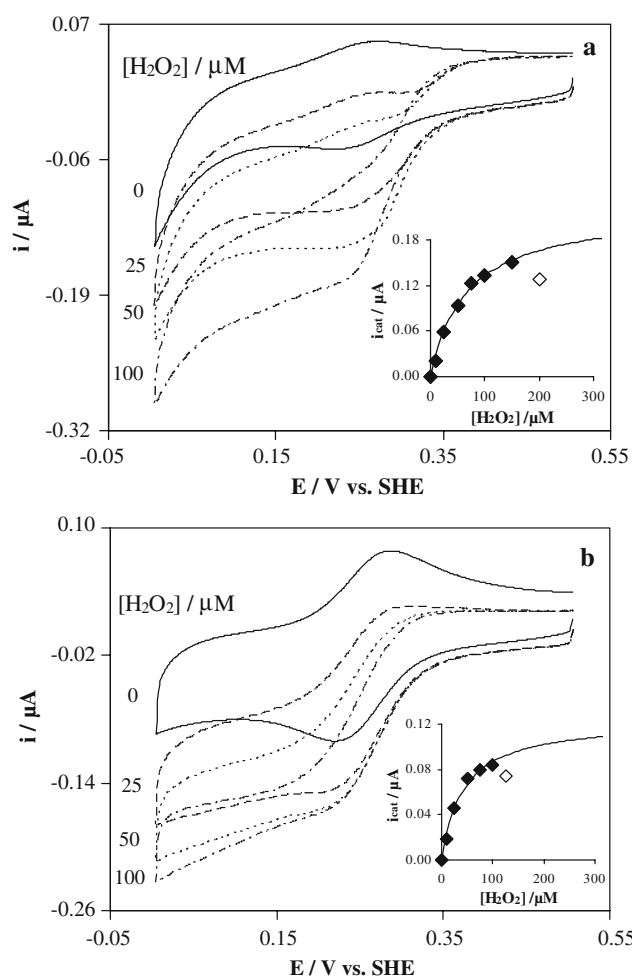 0.07
a
[H2O2] / µM
-0.06
0
i / µA
0.18
25
-0.19
0.12
icat / µA
50
0.06
100
0.00
0 100 200 300
[H2O2] /µM
-0.32
-0.05 0.15 0.35 0.55
E / V vs. SHE
0.10
b
[H2O2] / µM
-0.02
0
i / µA
0.12
25
0.08
-0.14
icat / µA
0.04
50
100
0.00
0 100 200 300
[H2O2] /µM
-0.26
-0.05 0.15 0.35 0.55
E / V vs. SHE